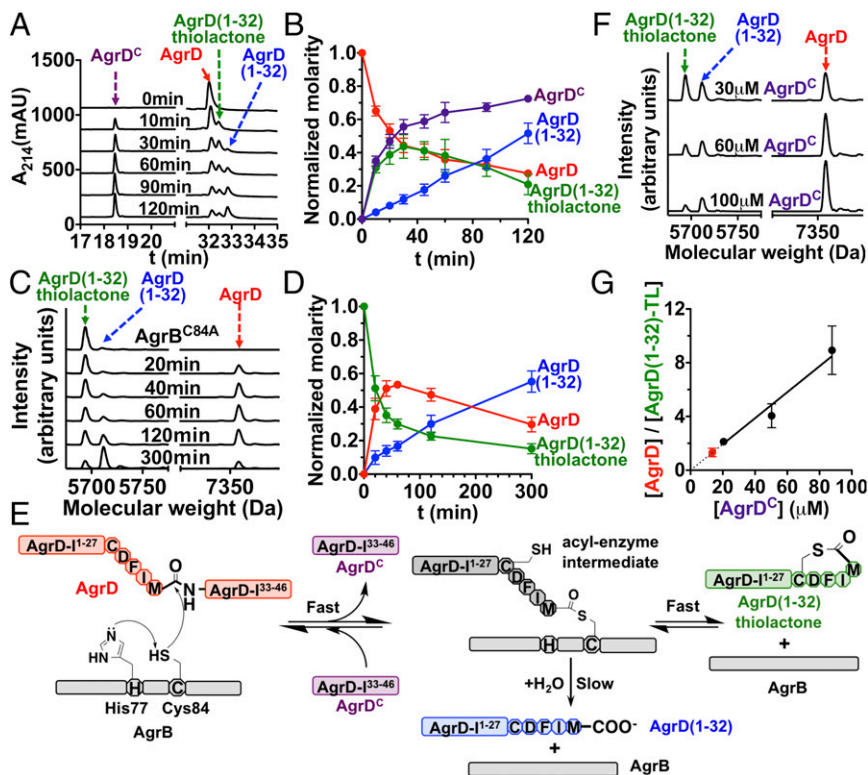 A
AgrD^C
AgrD
AgrD(1-32)
thiolactone
AgrD
(1-32)
A_214(mAU)
1500
1000
500
0
0min
10min
30min
60min
90min
120min
17 18 19 20
32 33 34 35
t (min)
B
Normalized molarity
1.0
0.8
0.6
0.4
0.2
0.0
0 40 80 120
t (min)
AgrD^C
AgrD
(1-32)
AgrD
AgrD(1-32)
thiolactone
F
AgrD(1-32)
thiolactone
AgrD
(1-32)
AgrD
Intensity
(arbitrary units)
30μM AgrD^C
60μM AgrD^C
100μM AgrD^C
5700 5750 7350
Molecular weight (Da)
C
AgrD(1-32)
thiolactone
AgrD
(1-32)
AgrD
Intensity
(arbitrary units)
AgrB^C84A
20min
40min
60min
120min
300min
5700 5750 7350
Molecular weight (Da)
D
Normalized molarity
1.0
0.8
0.6
0.4
0.2
0.0
0 100 200 300
t (min)
AgrD
(1-32)
AgrD
AgrD(1-32)
thiolactone
G
[AgrD] / [AgrD(1-32)-TL]
12
8
4
0
0 20 40 60 80 100
[AgrD^C] (μM)
E
AgrD-I^1-27 C D F I M
O
N
H
AgrD-I^33-46
AgrD
N
HN
HS
H C
His77 Cys84
AgrB
AgrD-I^33-46
AgrD^C
Fast
AgrD-I^33-46
AgrD^C
acyl-enzyme
intermediate
SH
AgrD-I^1-27 C D F I M
O
S
H C
+H₂O Slow
AgrD-I^1-27 C D F I M-COO⁻ AgrD(1-32)
+
AgrB
Fast
S O
AgrD-I^1-27 C D F I M
AgrD(1-32)
thiolactone
+
AgrB